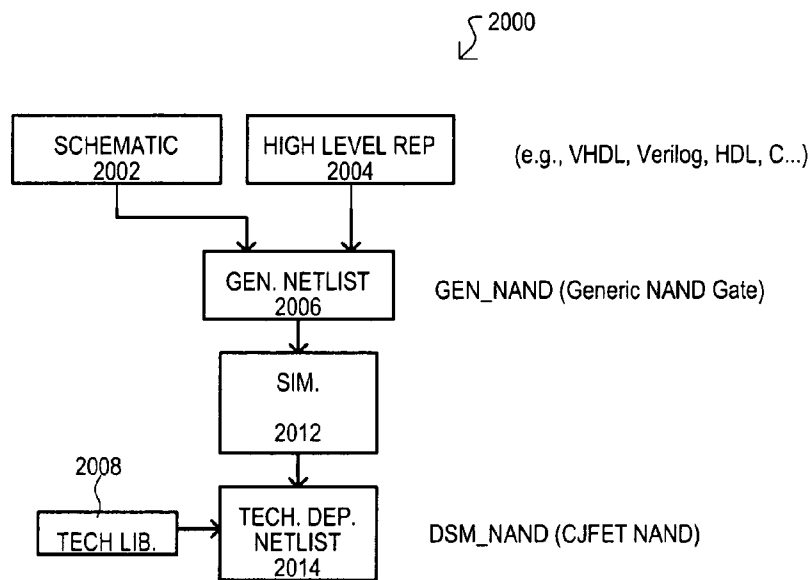 2000
SCHEMATIC
2002
HIGH LEVEL REP
2004
(e.g., VHDL, Verilog, HDL, C...)
GEN. NETLIST
2006
GEN_NAND (Generic NAND Gate)
SIM.
2012
2008
TECH LIB.
TECH. DEP.
NETLIST
2014
DSM_NAND (CJFET NAND)